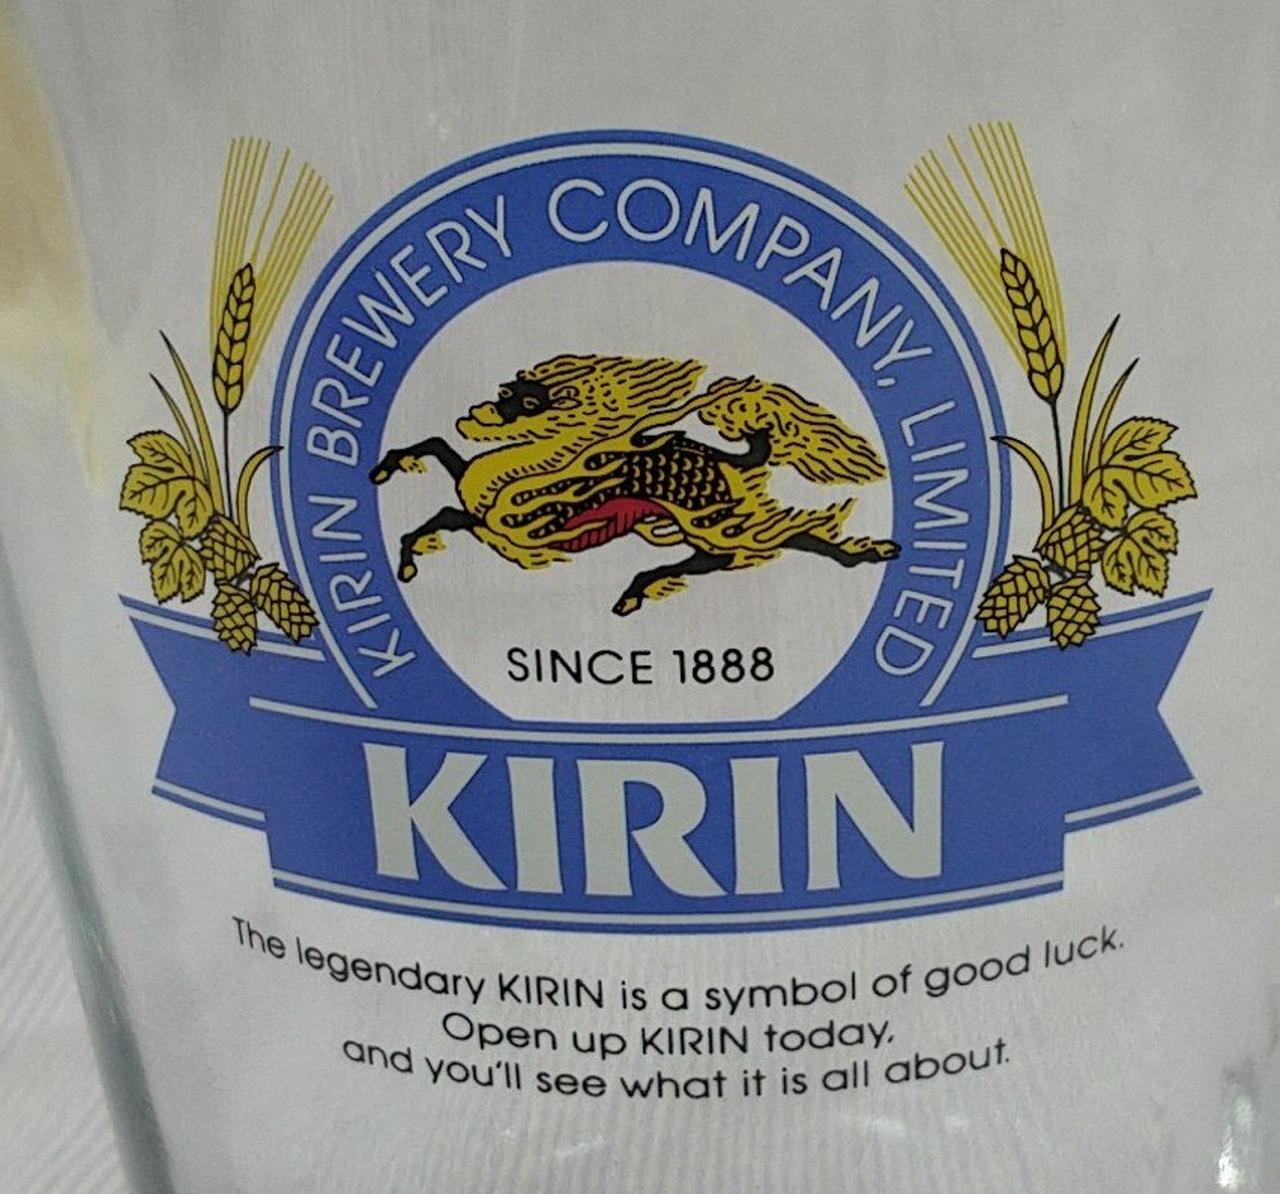 KIRIN BREWERY COMPANY, LIMITED
SINCE 1888
KIRIN
The legendary KIRIN is a symbol of good luck.
Open up KIRIN today,
and you'll see what it is all about.